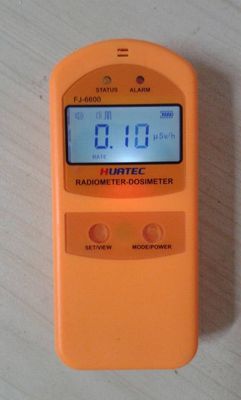 STATUS ALARM
FJ-6600
0.10 μSv/h
RATE
HUATEC
RADIOMETER-DOSIMETER
SET/VIEW MODE/POWER